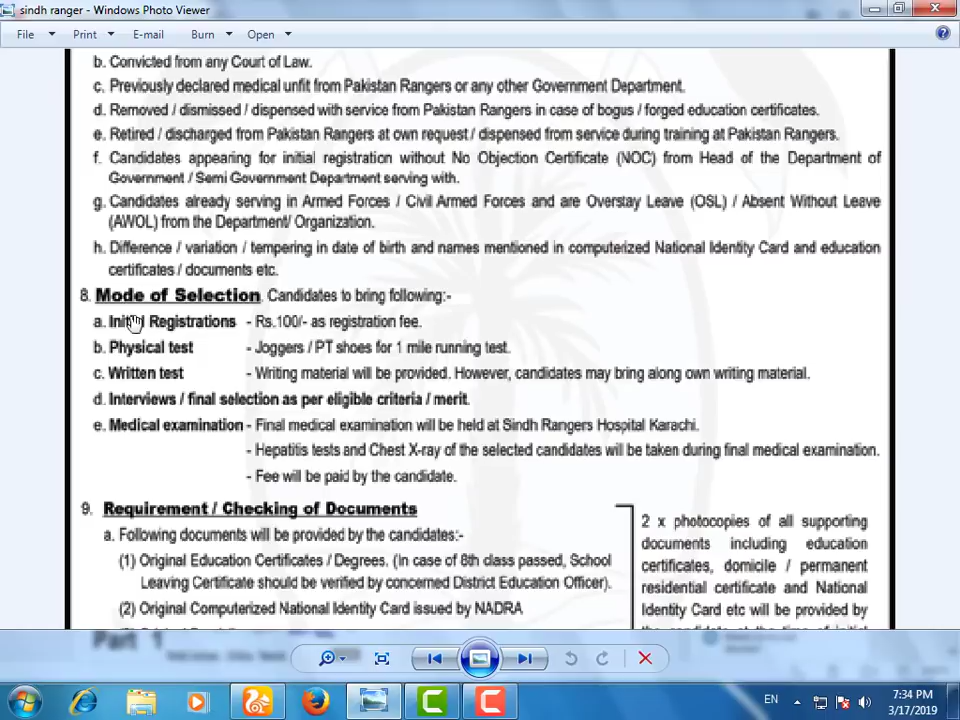 sindh ranger - Windows Photo Viewer
File Print E-mail Burn Open
b. Convicted from any Court of Law.
c. Previously declared medical unfit from Pakistan Rangers or any other Government Department.
d. Removed / dismissed / dispensed with service from Pakistan Rangers in case of bogus / forged education certificates.
e. Retired / discharged from Pakistan Rangers at own request / dispensed from service during training at Pakistan Rangers.
f. Candidates appearing for initial registration without No Objection Certificate (NOC) from Head of the Department of
Government / Semi Government Department serving with.
g. Candidates already serving in Armed Forces / Civil Armed Forces and are Overstay Leave (OSL) / Absent Without Leave
(AWOL) from the Department/ Organization.
h. Difference / variation / tempering in date of birth and names mentioned in computerized National Identity Card and education
certificates / documents etc.
8. Mode of Selection. Candidates to bring following:-
a. Initial Registrations - Rs.100/- as registration fee.
b. Physical test - Joggers / PT shoes for 1 mile running test.
c. Written test - Writing material will be provided. However, candidates may bring along own writing material.
d. Interviews / final selection as per eligible criteria / merit.
e. Medical examination - Final medical examination will be held at Sindh Rangers Hospital Karachi.
- Hepatitis tests and Chest X-ray of the selected candidates will be taken during final medical examination.
- Fee will be paid by the candidate.
9. Requirement / Checking of Documents
a. Following documents will be provided by the candidates:-
(1) Original Education Certificates / Degrees. (In case of 8th class passed, School
Leaving Certificate should be verified by concerned District Education Officer).
(2) Original Computerized National Identity Card issued by NADRA
2 x photocopies of all supporting
documents including education
certificates, domicile / permanent
residential certificate and National
Identity Card etc will be provided by
Part 1
EN
7:34 PM
3/17/2019